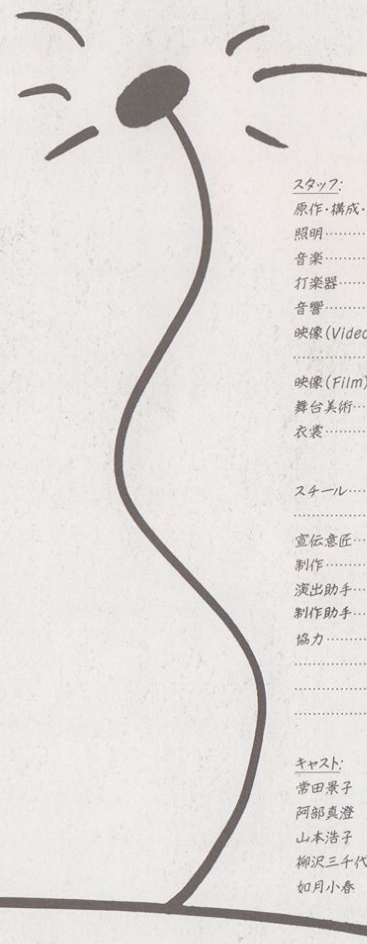 スタッフ:
原作・構成・
照明…………
音楽…………
打楽器………
音響…………
映像(Video
…………………
映像(Film)
舞台美術…
衣裳…………
スチール……
…………………
宣伝意匠…
制作…………
演出助手…
制作助手…
協力…………
…………………
…………………
…………………
キャスト:
常田景子
阿部真澄
山本浩子
柳沢三千代
如月小春